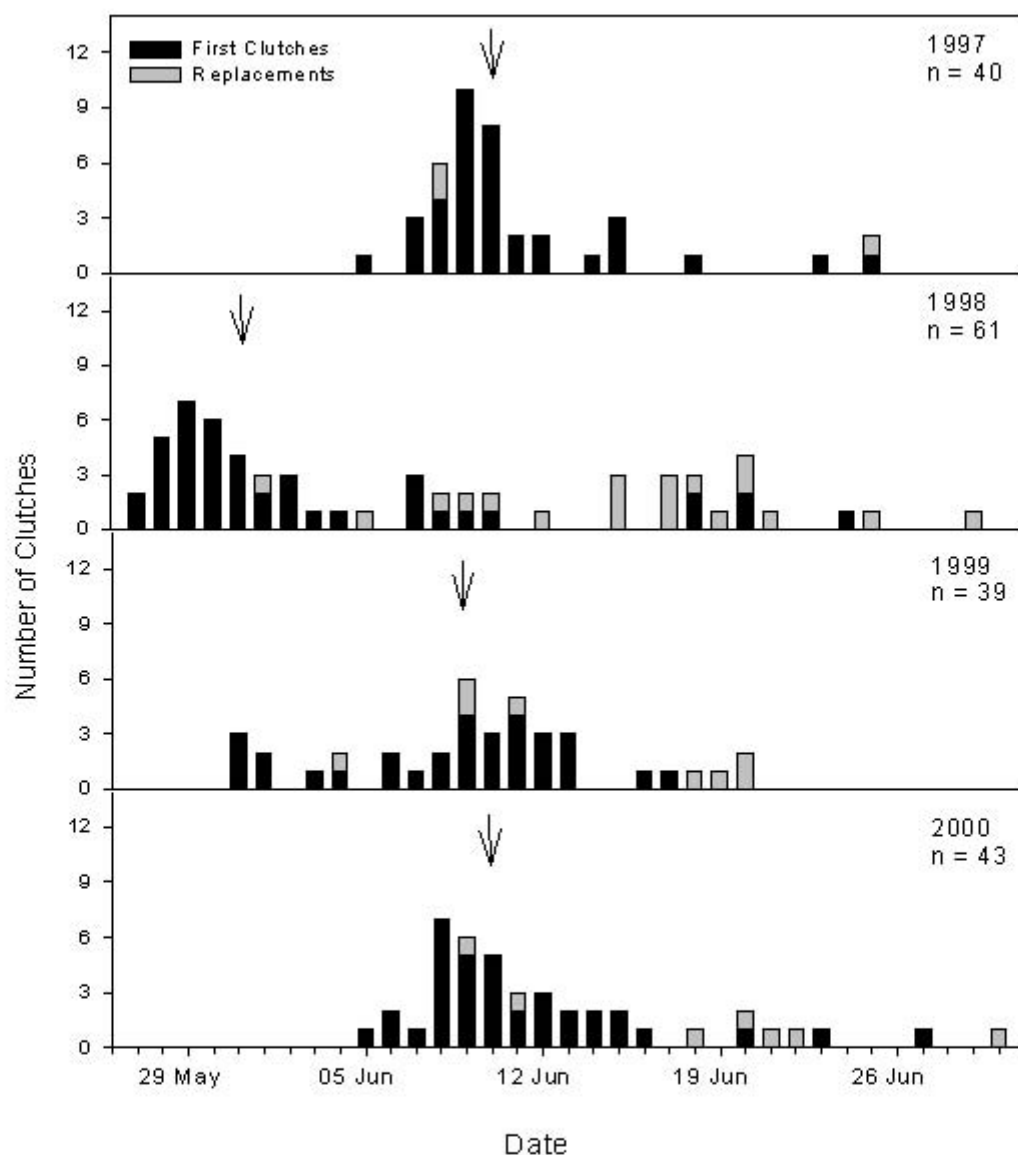 Number of Clutches
First Clutches
Replacements
1997
n = 40
12
9
6
3
0
1998
n = 61
12
9
6
3
0
1999
n = 39
12
9
6
3
0
2000
n = 43
12
9
6
3
0
29 May 05 Jun 12 Jun 19 Jun 26 Jun
Date